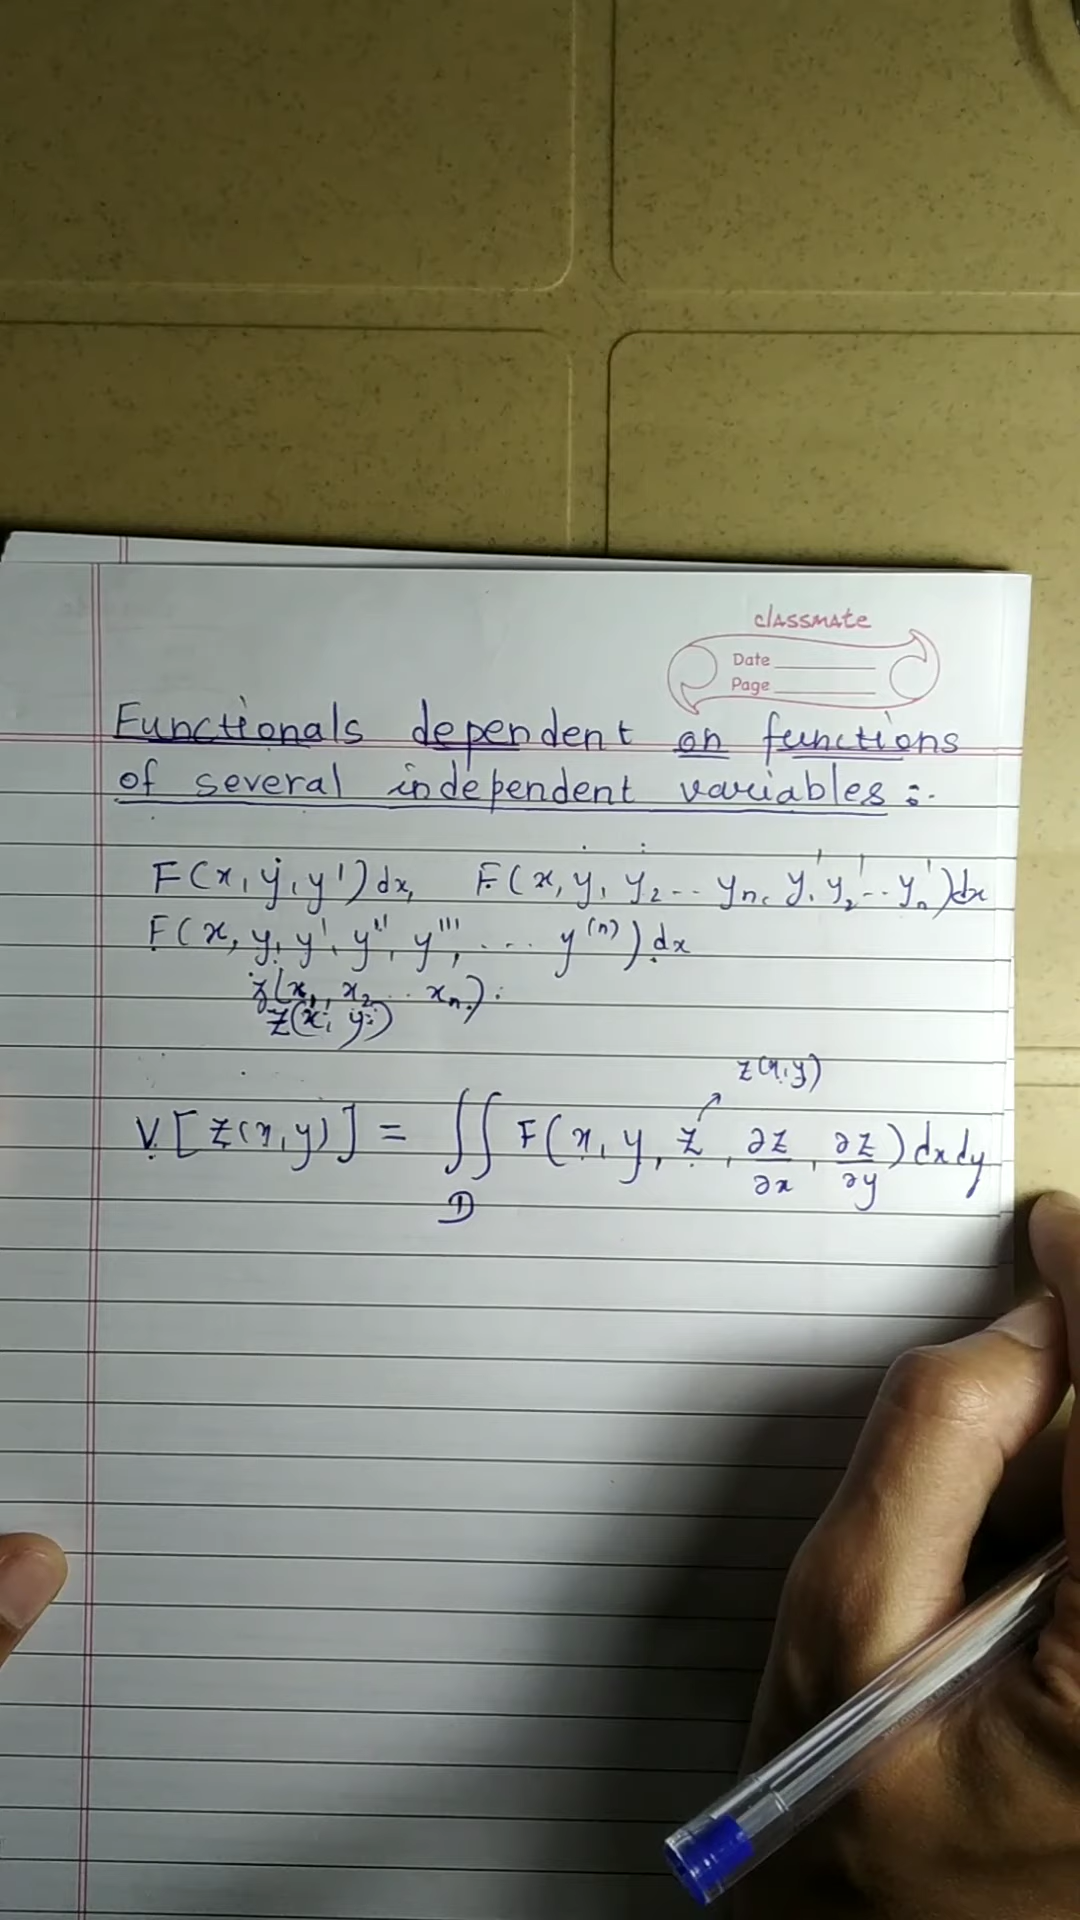 classmate
Date
Page
Functionals dependent on functions
of several independent variables :-
F(x, y, y') dx, F(x, y, y₂ ... yₙ, y₁' y₂' ... yₙ') dx
F(x, y, y', y'', y''', ... y⁽ⁿ⁾) dx
z(x₁, x₂ ... xₙ).
z(x, y)
z(x, y)
V[z(x, y)] = ∬_D F(x, y, z, ∂z/∂x, ∂z/∂y) dx dy